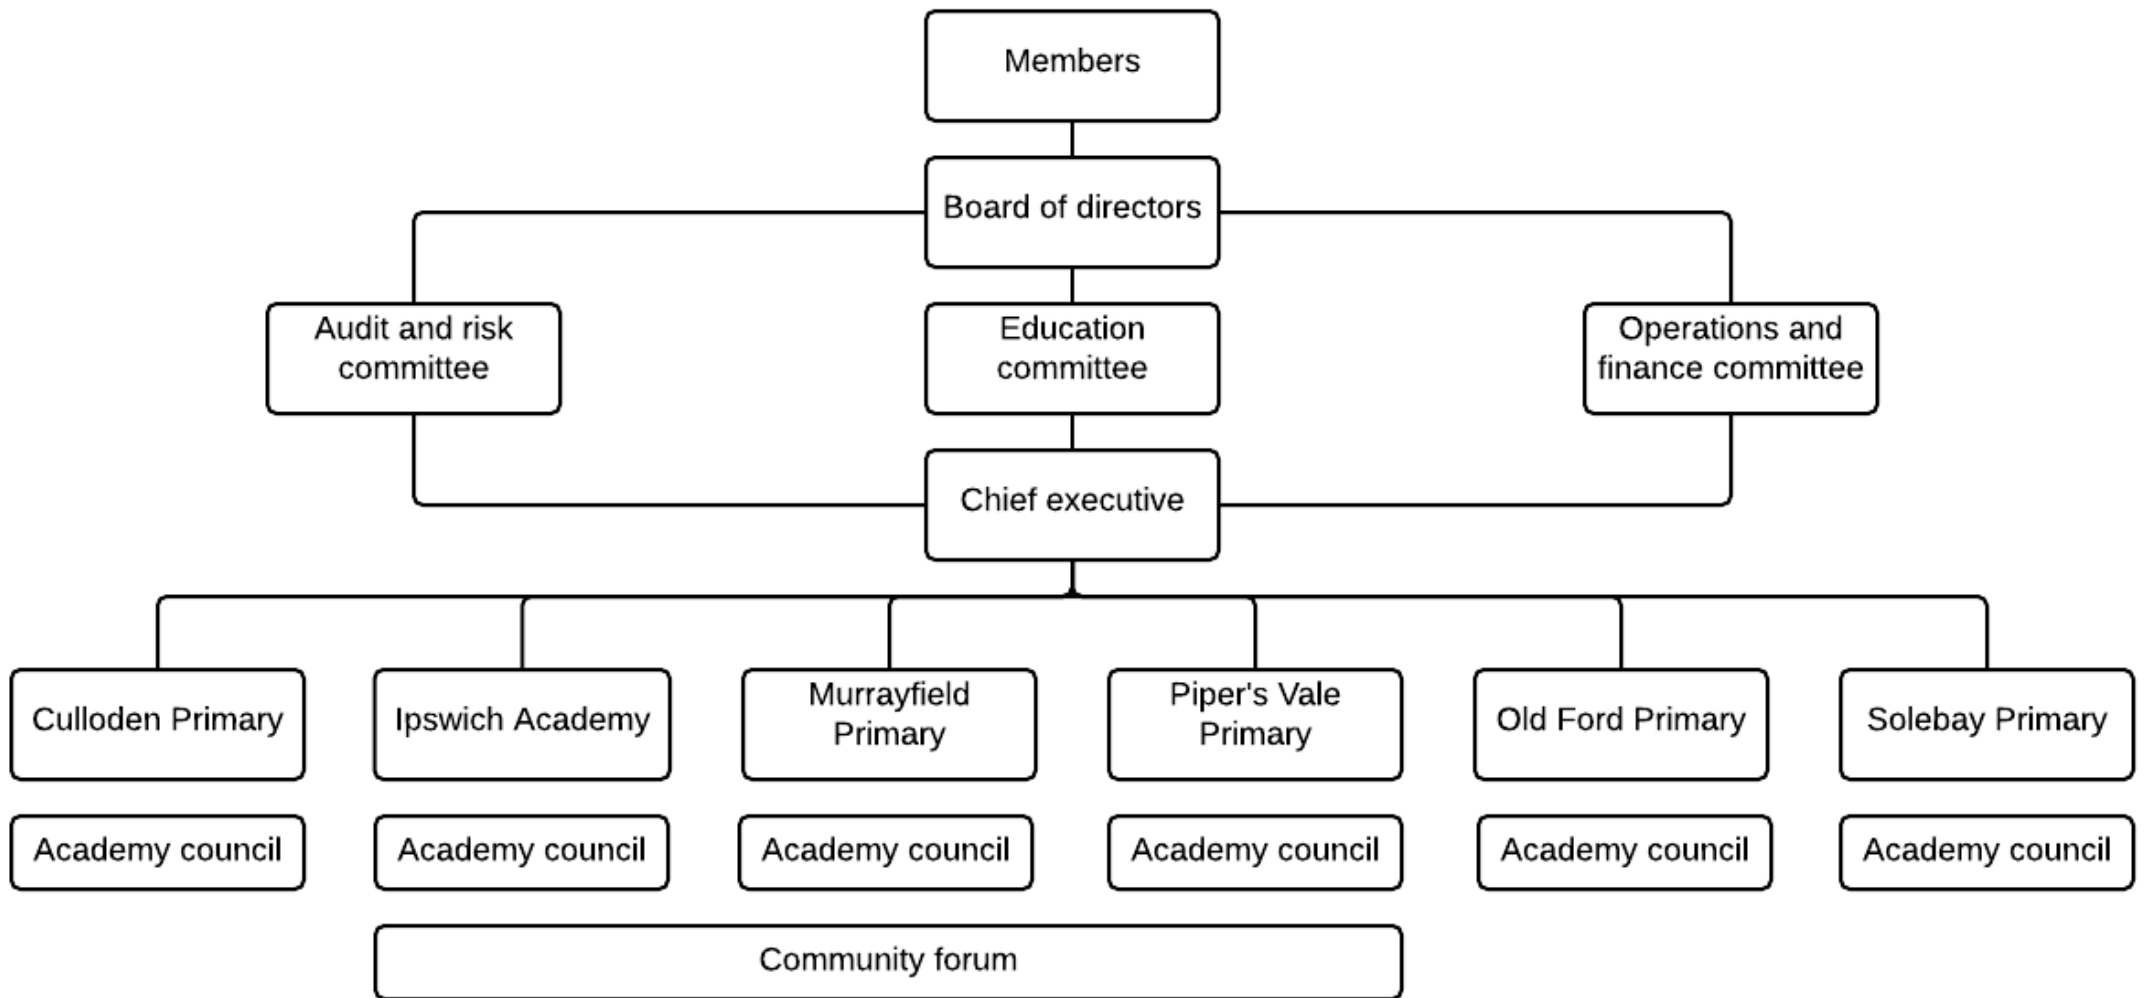 Members
Board of directors
Audit and risk
committee
Education
committee
Operations and
finance committee
Chief executive
Culloden Primary
Ipswich Academy
Murrayfield
Primary
Piper's Vale
Primary
Old Ford Primary
Solebay Primary
Academy council
Academy council
Academy council
Academy council
Academy council
Academy council
Community forum